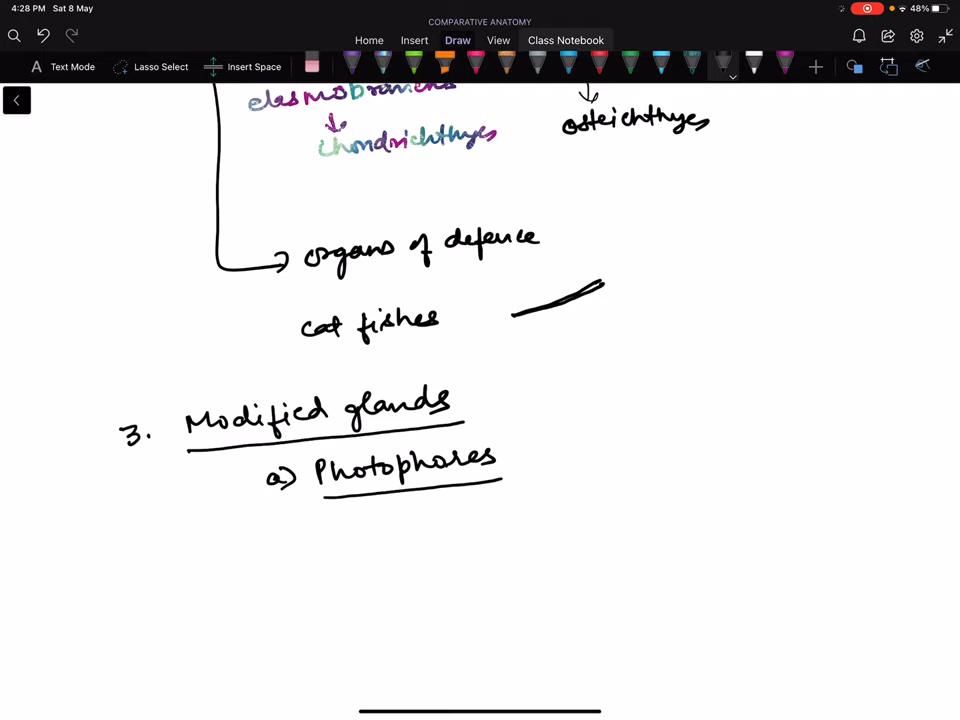 4:28 PM Sat 8 May
48%
COMPARATIVE ANATOMY
Home Insert Draw View Class Notebook
Text Mode Lasso Select Insert Space
elasmobranchs
chondrichthyes
osteichthyes
organs of defence
cat fishes
3. Modified glands
a) Photophores